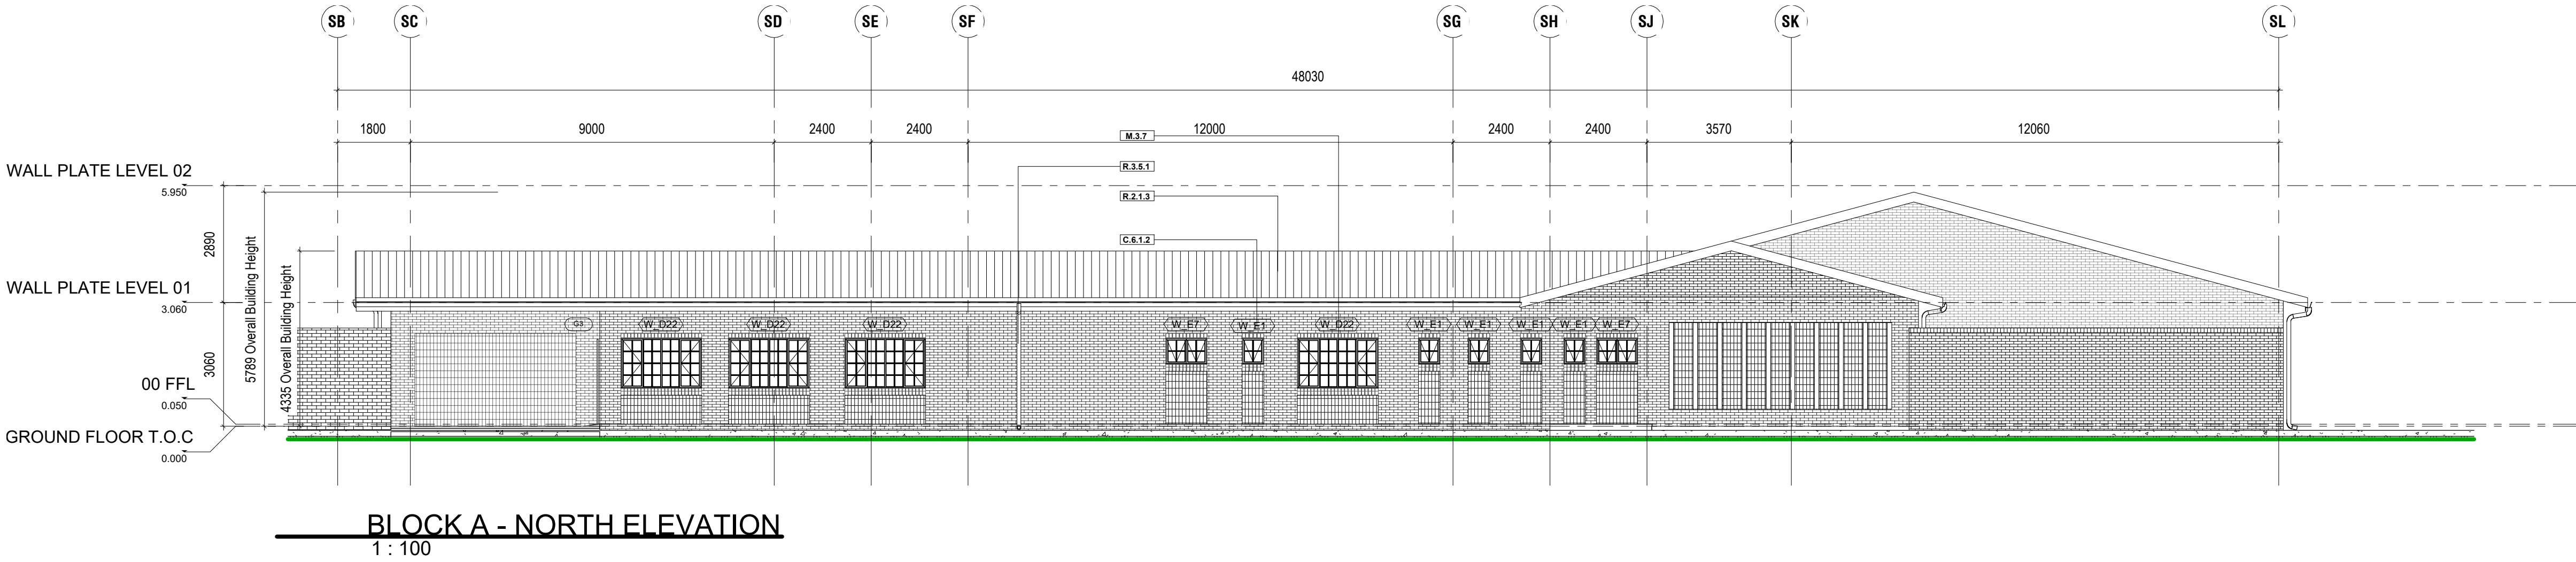 SB SC SD SE SF SG SH SJ SK SL
48030
1800 9000 2400 2400 12000 2400 2400 3570 12060
M.3.7
R.3.5.1
R.2.1.3
C.6.1.2
WALL PLATE LEVEL 02
5.950
2890
WALL PLATE LEVEL 01
3.060
3060
5789 Overall Building Height
4335 Overall Building Height
00 FFL
0.050
GROUND FLOOR T.O.C
0.000
G3 W_D22 W_D22 W_D22 W_E7 W_E1 W_D22 W_E1 W_E1 W_E1 W_E1 W_E7
BLOCK A - NORTH ELEVATION
1 : 100